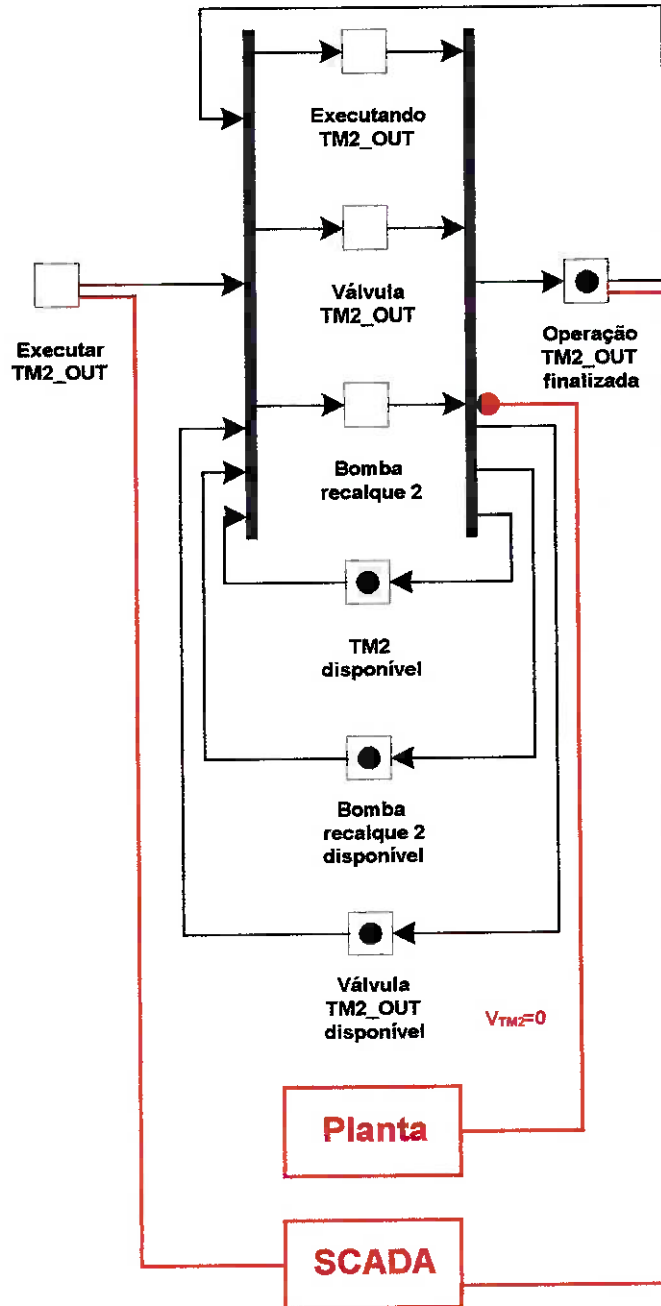 Executando
TM2_OUT
Válvula
TM2_OUT
Executar
TM2_OUT
Operação
TM2_OUT
finalizada
Bomba
recalque 2
TM2
disponível
Bomba
recalque 2
disponível
Válvula
TM2_OUT
disponível
VTM2=0
Planta
SCADA